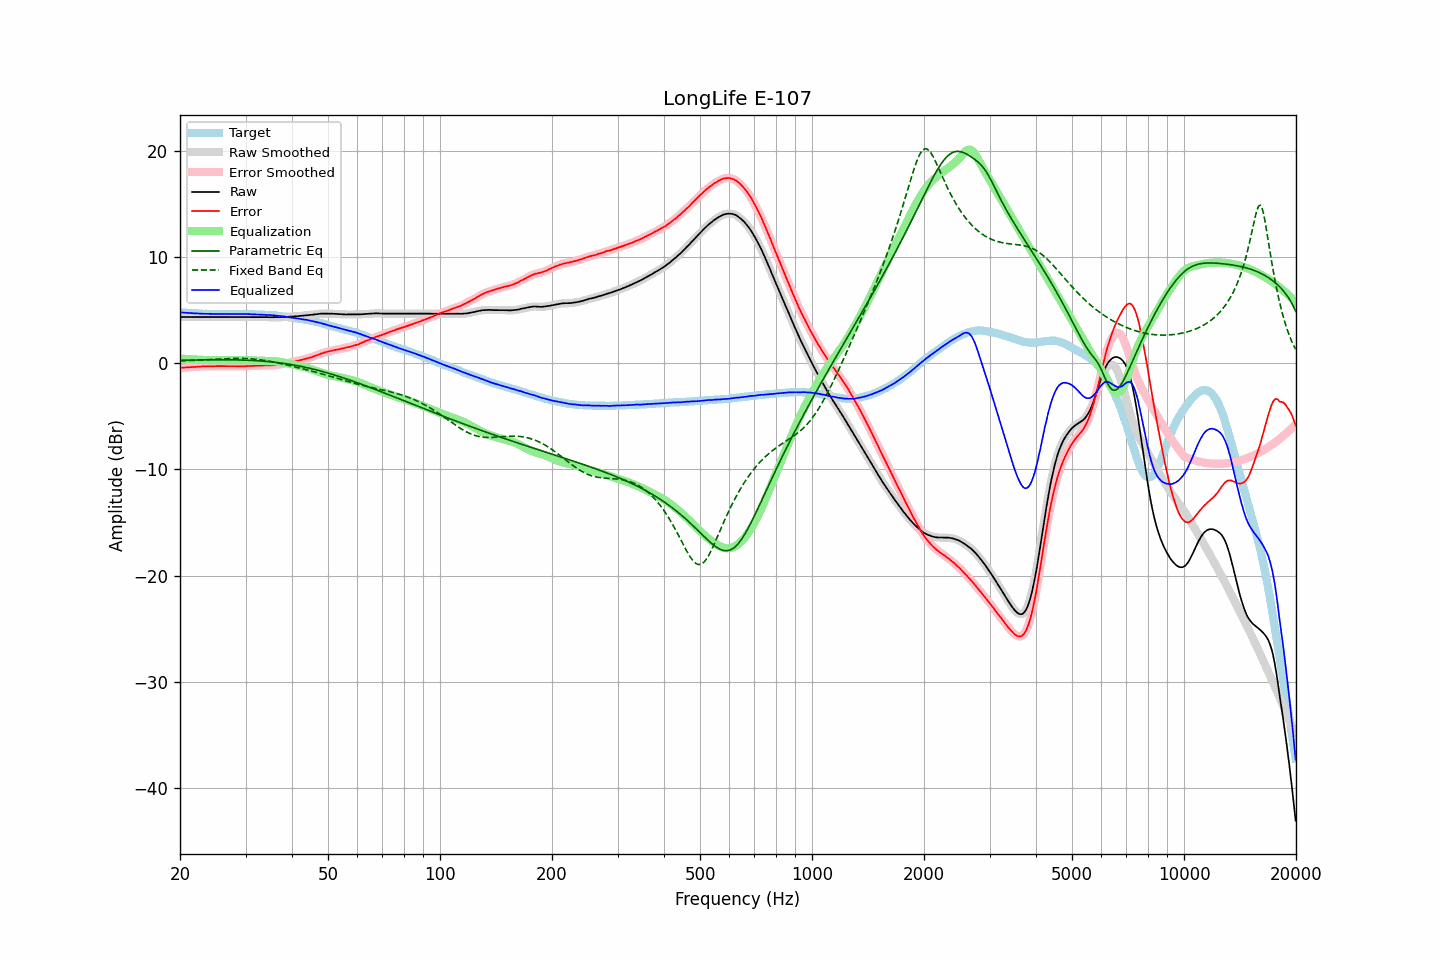 LongLife E-107
Target
Raw Smoothed
Error Smoothed
Raw
Error
Equalization
Parametric Eq
Fixed Band Eq
Equalized
20
10
0
−10
−20
−30
−40
Amplitude (dBr)
20 50 100 200 500 1000 2000 5000 10000 20000
Frequency (Hz)